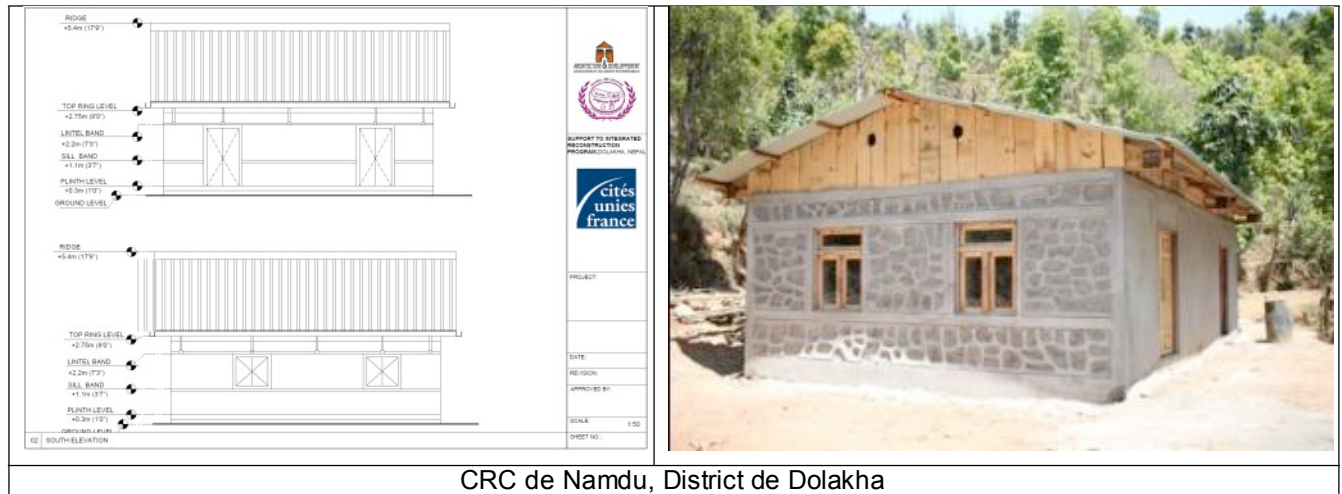 RIDGE
+5.4m (17'9")
TOP RING LEVEL
+2.75m (9'0")
LINTEL BAND
+2.2m (7'3")
SILL BAND
+1.1m (3'7")
PLINTH LEVEL
+0.3m (1'0")
GROUND LEVEL
RIDGE
+5.4m (17'9")
TOP RING LEVEL
+2.75m (9'0")
LINTEL BAND
+2.2m (7'3")
SILL BAND
+1.1m (3'7")
PLINTH LEVEL
+0.3m (1'0")
GROUND LEVEL
02 SOUTH ELEVATION
ARCHITECTURE & DEVELOPPEMENT
SUPPORT TO INTEGRATED
RECONSTRUCTION
PROGRAM,DOLAKHA, NEPAL
cités
unies
france
PROJECT:
DATE:
REVISION:
APPROVED BY:
SCALE: 1:50
SHEET NO.:
CRC de Namdu, District de Dolakha